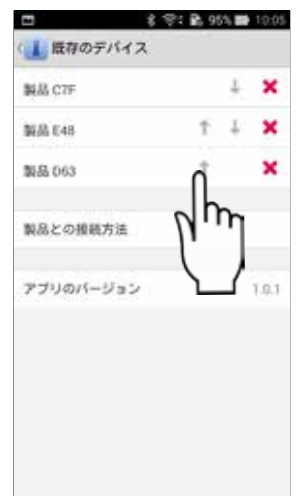 95% 10:05
既存のデバイス
製品 C7F
製品 E48
製品 D63
製品との接続方法
アプリのバージョン 1.0.1